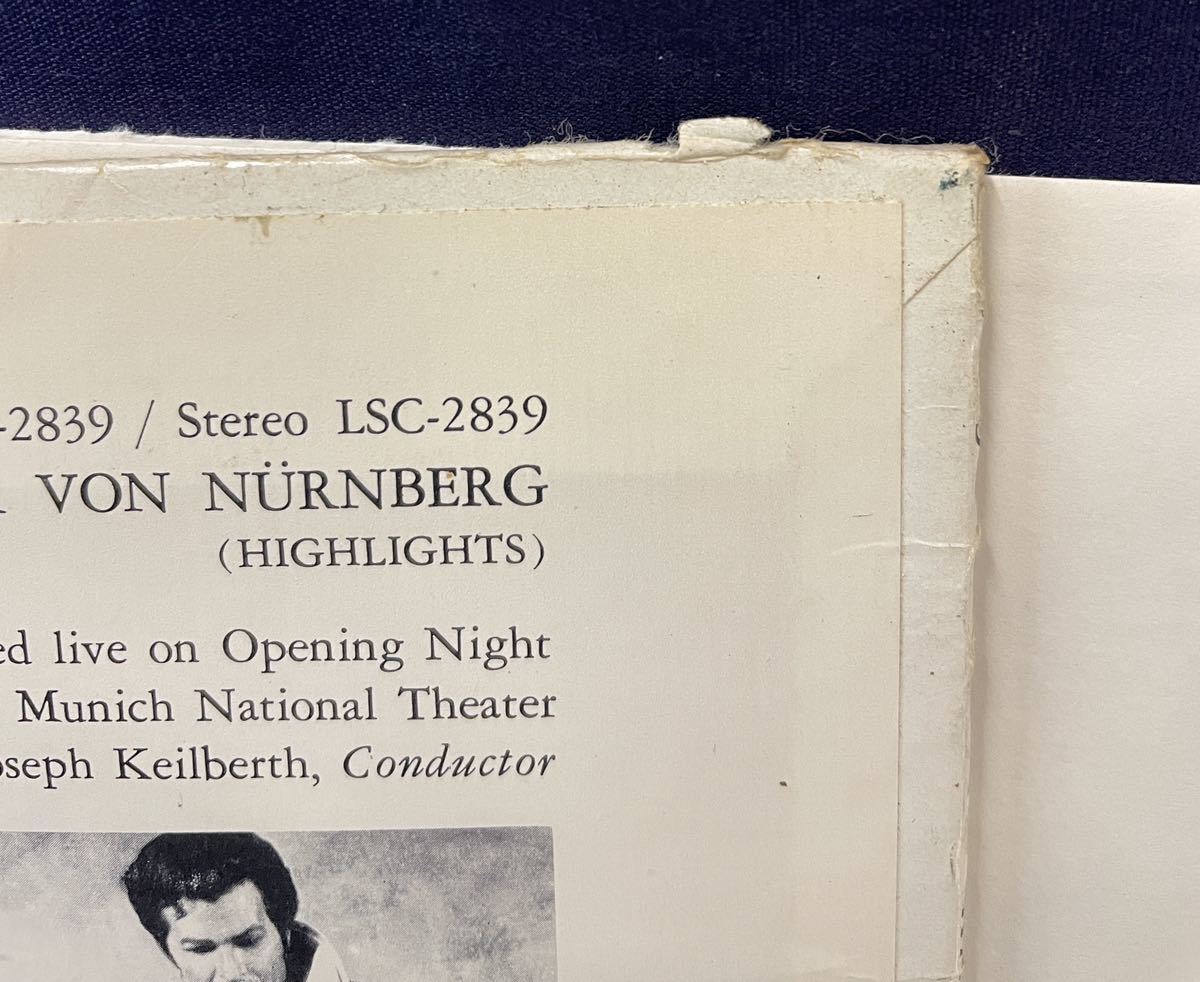 -2839 / Stereo LSC-2839
VON NÜRNBERG
(HIGHLIGHTS)
ed live on Opening Night
Munich National Theater
oseph Keilberth, Conductor